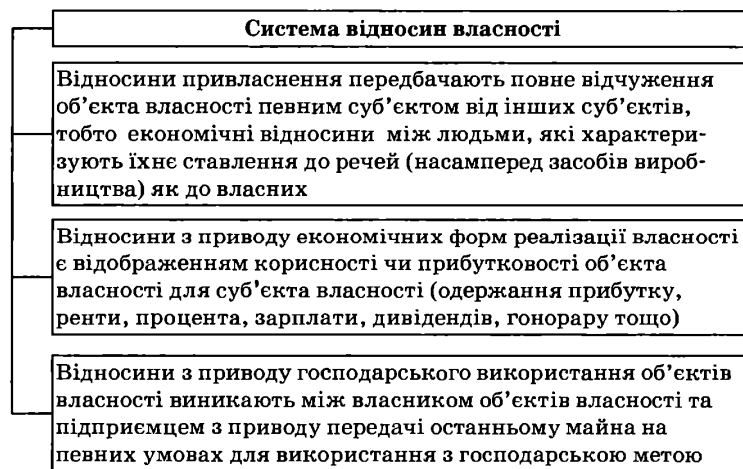 Система відносин власності
Відносини привласнення передбачають повне відчуження
об’єкта власності певним суб’єктом від інших суб’єктів,
тобто економічні відносини між людьми, які характери-
зують їхнє ставлення до речей (насамперед засобів вироб-
ництва) як до власних
Відносини з приводу економічних форм реалізації власності
є відображенням корисності чи прибутковості об’єкта
власності для суб’єкта власності (одержання прибутку,
ренти, процента, зарплати, дивідендів, гонорару тощо)
Відносини з приводу господарського використання об’єктів
власності виникають між власником об’єктів власності та
підприємцем з приводу передачі останньому майна на
певних умовах для використання з господарською метою